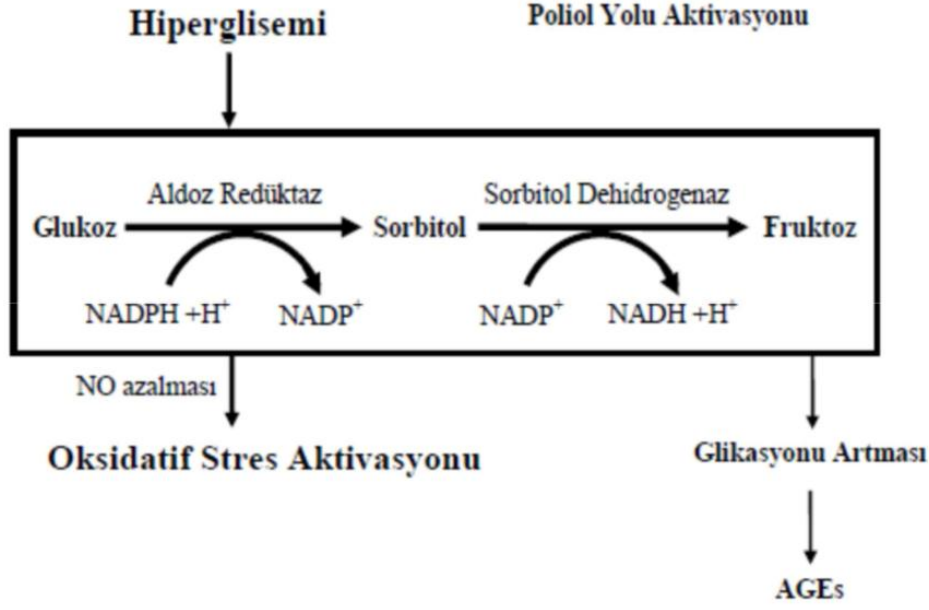 Hiperglisemi
Poliol Yolu Aktivasyonu
Aldoz Redüktaz
Sorbitol Dehidrogenaz
Glukoz
Sorbitol
Fruktoz
NADPH +H⁺
NADP⁺
NADP⁺
NADH +H⁺
NO azalması
Oksidatif Stres Aktivasyonu
Glikasyonu Artması
AGEs